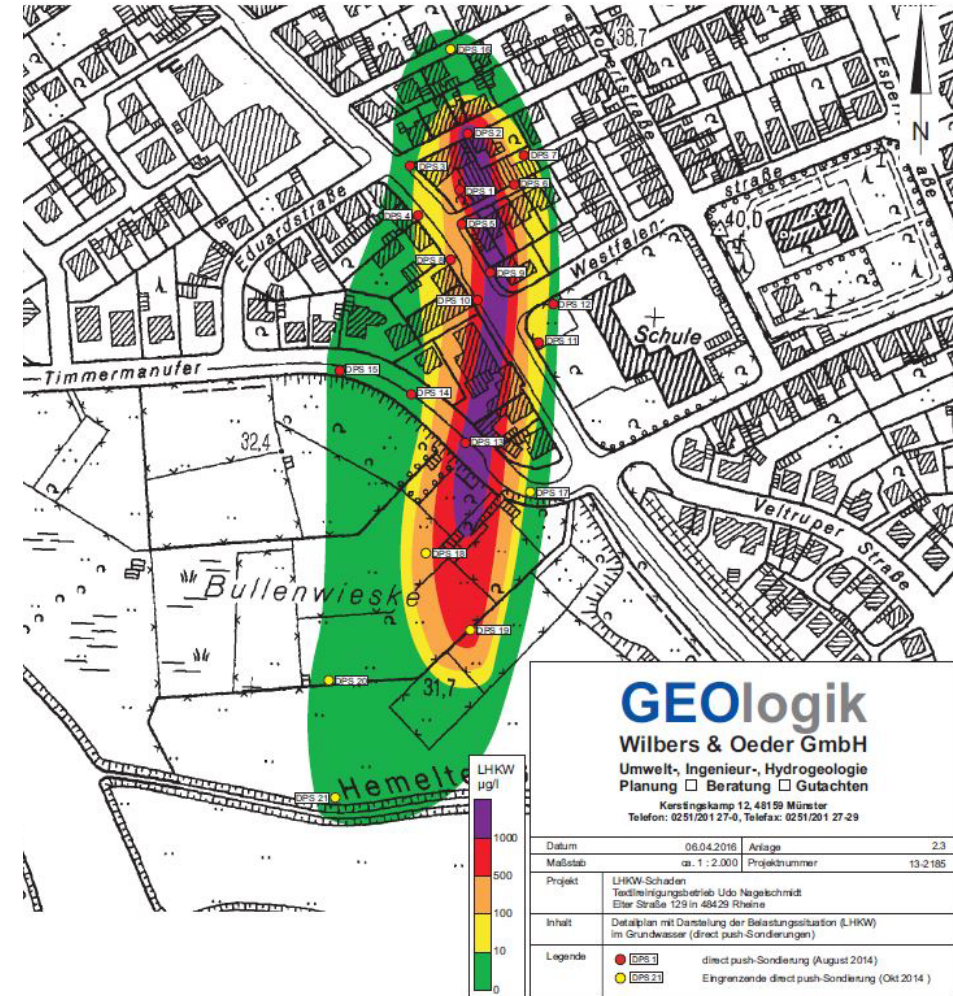 DPS 16
38,7
Robertstraße
N
DPS 2
DPS 7
DPS 3
DPS 6
DPS 1
straße
40,0
DPS 4
DPS 5
Eduardstraße
Westfalen
DPS 8
DPS 9
DPS 10
DPS 12
DPS 11
Schule
Timmermanufer
DPS 15
DPS 14
32,4
DPS 13
DPS 17
Veltruper Straße
DPS 18
Bullenwieske
DPS 19
DPS 20
31,7
DPS 21
LHKW
µg/l
1000
500
100
10
0
GEOlogik
Wilbers & Oeder GmbH
Umwelt-, Ingenieur-, Hydrogeologie
Planung □ Beratung □ Gutachten
Kerstingskamp 12, 48159 Münster
Telefon: 0251/201 27-0, Telefax: 0251/201 27-29
Datum 06.04.2016 Anlage 2.3
Maßstab ca. 1 : 2.000 Projektnummer 13-2185
Projekt LHKW-Schaden
Textilreinigungsbetrieb Udo Nagelschmidt
Elter Straße 129 in 48429 Rheine
Inhalt Detailplan mit Darstelung der Belastungssituation (LHKW)
im Grundwasser (direct push-Sondierungen)
Legende DPS 1 direct push-Sondierung (August 2014)
DPS 21 Eingrenzende direct push-Sondierung (Okt 2014 )